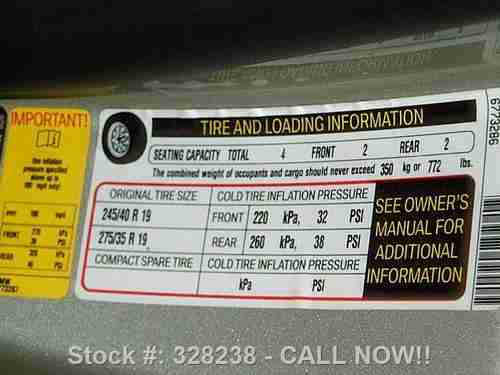 IMPORTANT!
TIRE AND LOADING INFORMATION
SEATING CAPACITY TOTAL 4 FRONT 2 REAR 2
The combined weight of occupants and cargo should never exceed 350 kg or 772 lbs.
ORIGINAL TIRE SIZE COLD TIRE INFLATION PRESSURE
245/40 R 19 FRONT 220 kPa, 32 PSI
275/35 R 19 REAR 260 kPa, 38 PSI
COMPACT SPARE TIRE COLD TIRE INFLATION PRESSURE
kPa PSI
SEE OWNER'S
MANUAL FOR
ADDITIONAL
INFORMATION
FRONT
REAR
Stock #: 328238 - CALL NOW!!